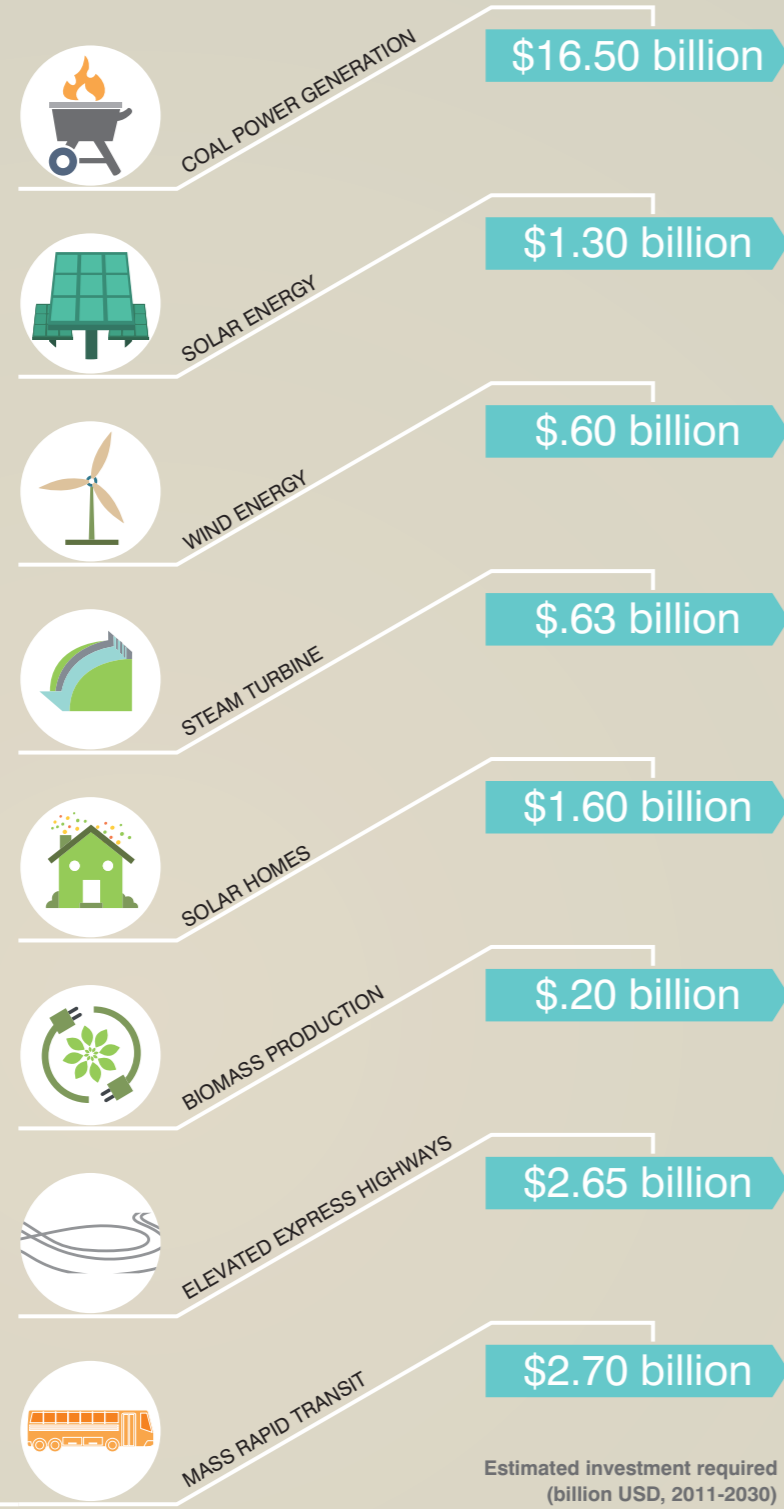 $16.50 billion
COAL POWER GENERATION
$1.30 billion
SOLAR ENERGY
$.60 billion
WIND ENERGY
$.63 billion
STEAM TURBINE
$1.60 billion
SOLAR HOMES
$.20 billion
BIOMASS PRODUCTION
$2.65 billion
ELEVATED EXPRESS HIGHWAYS
$2.70 billion
MASS RAPID TRANSIT
Estimated investment required
(billion USD, 2011-2030)